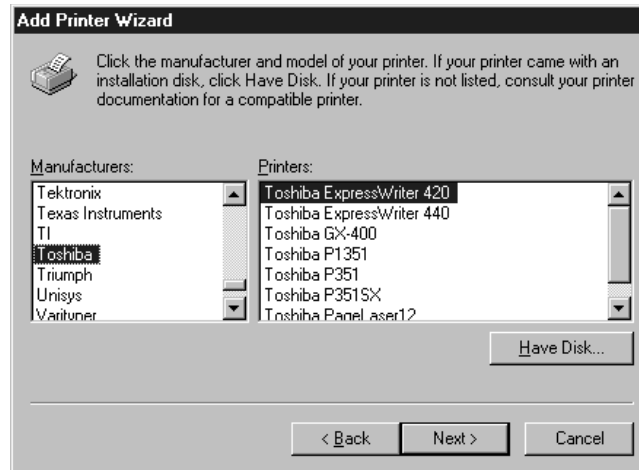 Add Printer Wizard
Click the manufacturer and model of your printer. If your printer came with an
installation disk, click Have Disk. If your printer is not listed, consult your printer
documentation for a compatible printer.
Manufacturers:
Tektronix
Texas Instruments
TI
Toshiba
Triumph
Unisys
Varityper
Printers:
Toshiba ExpressWriter 420
Toshiba ExpressWriter 440
Toshiba GX-400
Toshiba P1351
Toshiba P351
Toshiba P351SX
Toshiba PageLaser12
Have Disk...
< Back
Next >
Cancel